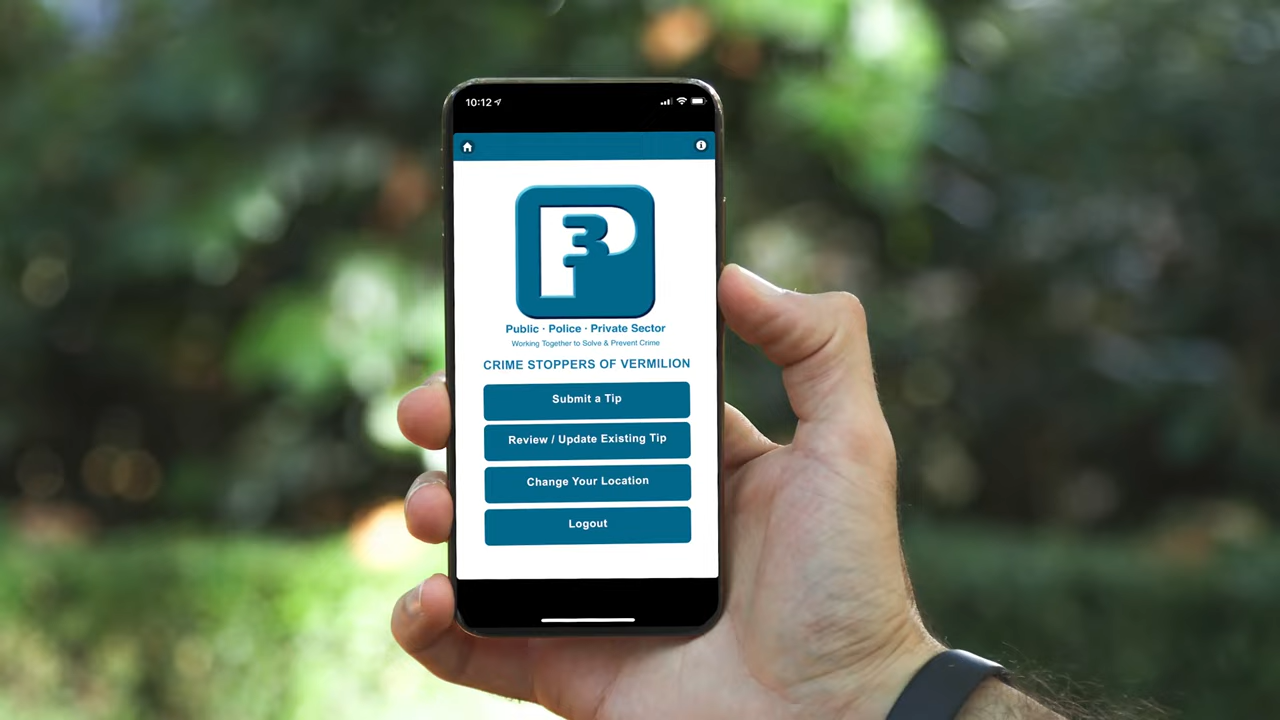 10:12
P3
Public · Police · Private Sector
Working Together to Solve & Prevent Crime
CRIME STOPPERS OF VERMILION
Submit a Tip
Review / Update Existing Tip
Change Your Location
Logout